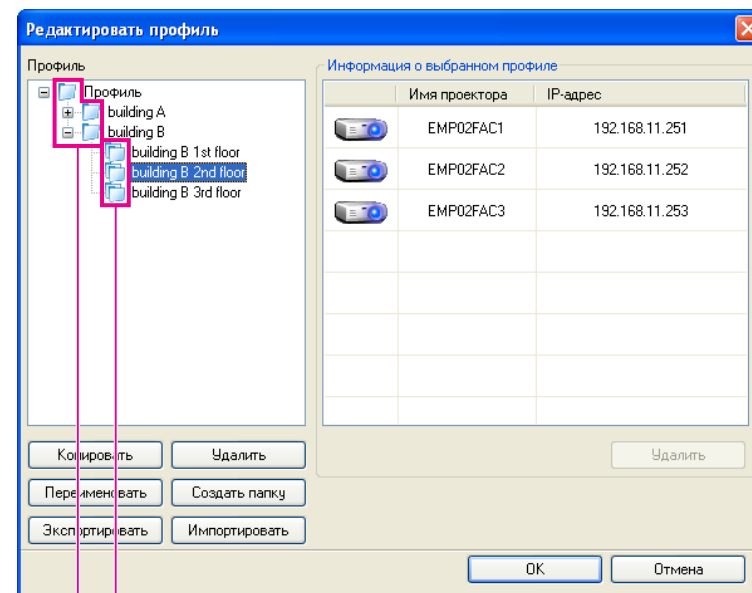 Редактировать профиль
Профиль
Профиль
building A
building B
building B 1st floor
building B 2nd floor
building B 3rd floor
Информация о выбранном профиле
Имя проектора IP-адрес
EMP02FAC1 192.168.11.251
EMP02FAC2 192.168.11.252
EMP02FAC3 192.168.11.253
Копировать Удалить
Удалить
Переименовать Создать папку
Экспортировать Импортировать
OK Отмена